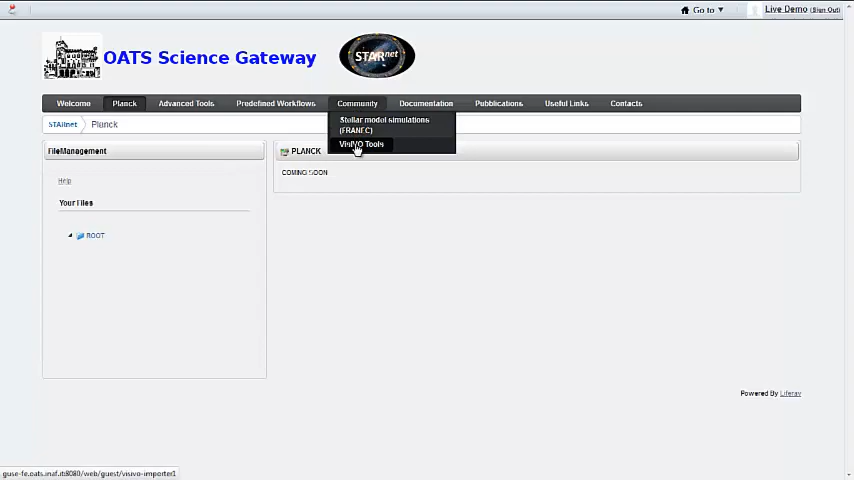 Go to ▼
Live Demo (Sign Out)
OATS Science Gateway
STARnet
Welcome
Planck
Advanced Tools
Predefined Workflows
Community
Documentation
Pubblications
Useful Links
Contacts
Stellar model simulations
(FRANEC)
VisIVO Tools
STARnet
Planck
FileManagement
PLANCK
COMING SOON
Help
Your Files
ROOT
Powered By Liferay
guse-fe.oats.inaf.it:8080/web/guest/visivo-importer1